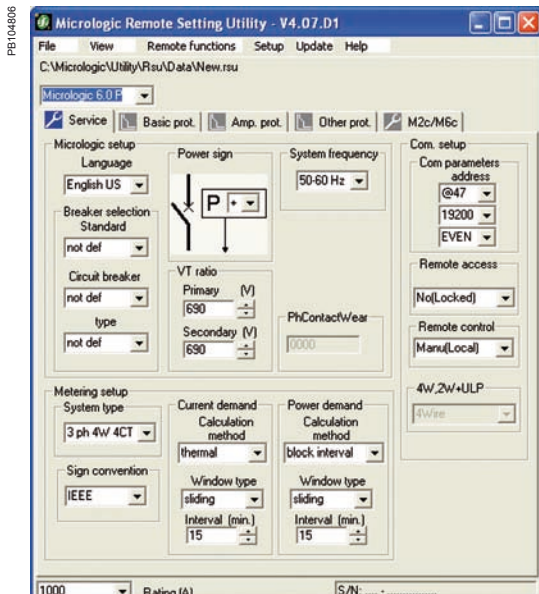 PB104806
Micrologic Remote Setting Utility - V4.07.D1
File View Remote functions Setup Update Help
C:\Micrologic\Utility\Rsu\Data\New.rsu
Micrologic 6.0 P
Service Basic prot. Amp. prot. Other prot. M2c/M6c
Micrologic setup
Language
English US
Breaker selection
Standard
not def
Circuit breaker
not def
type
not def
Power sign
P +
VT ratio
Primary (V)
690
Secondary (V)
690
System frequency
50-60 Hz
PhContactWear
0000
Com. setup
Com parameters
address
@47
19200
EVEN
Remote access
No(Locked)
Remote control
Manu(Local)
4W,2W+ULP
4Wire
Metering setup
System type
3 ph 4W 4CT
Sign convention
IEEE
Current demand
Calculation
method
thermal
Window type
sliding
Interval (min.)
15
Power demand
Calculation
method
block interval
Window type
sliding
Interval (min.)
15
1000 Rating (A) S/N: